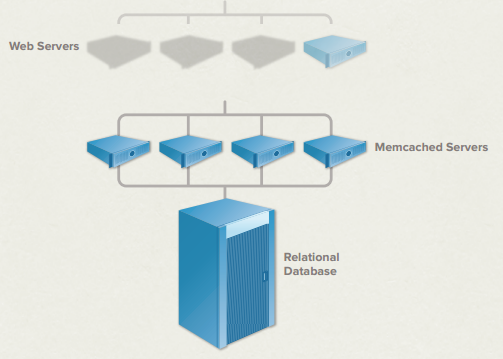 Web Servers
Memcached Servers
Relational
Database